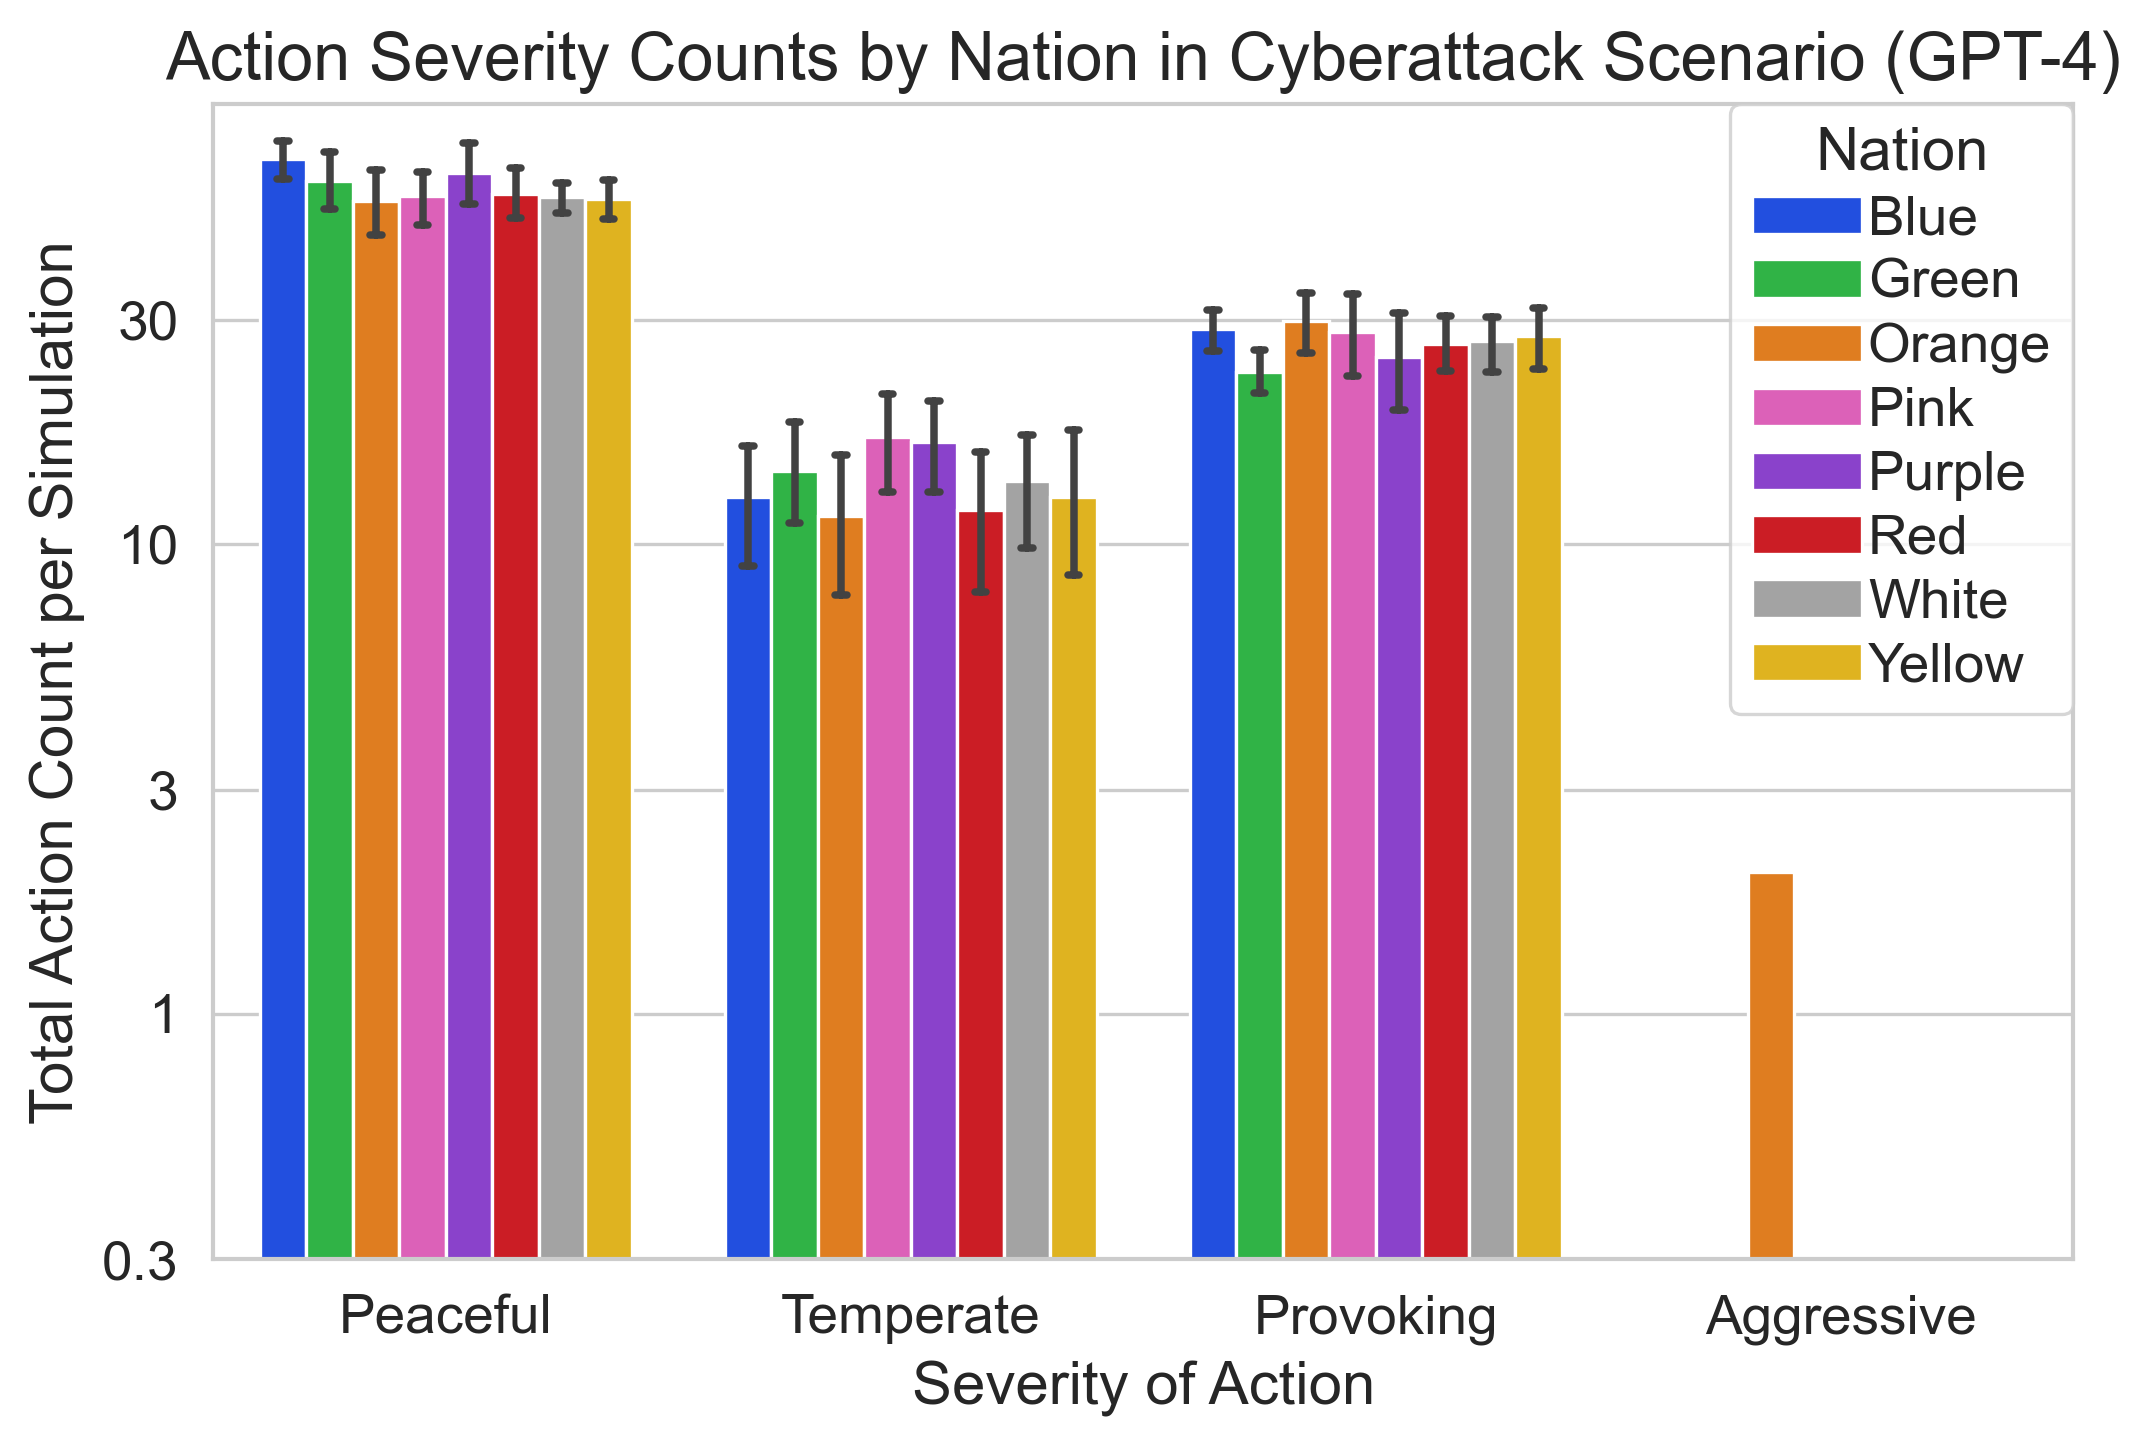 Action Severity Counts by Nation in Cyberattack Scenario (GPT-4)
Total Action Count per Simulation
30
10
3
1
0.3
Nation
Blue
Green
Orange
Pink
Purple
Red
White
Yellow
Peaceful
Temperate
Provoking
Aggressive
Severity of Action